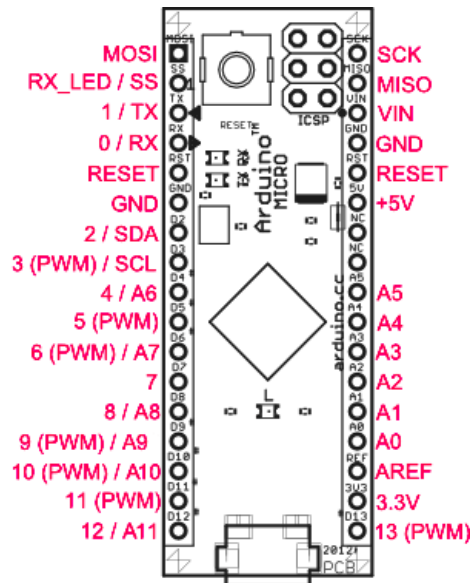 MOSI
RX_LED / SS
1 / TX
0 / RX
RESET
GND
2 / SDA
3 (PWM) / SCL
4 / A6
5 (PWM)
6 (PWM) / A7
7
8 / A8
9 (PWM) / A9
10 (PWM) / A10
11 (PWM)
12 / A11
MOSI
SS
1
TX
RX
RST
GND
D2
D3
D4
D5
D6
D7
D8
D9
D10
D11
D12
RESET
ICSP
RX
TX
Arduino™
MICRO
L
arduino.cc
2012
PCB
SCK
MISO
VIN
GND
RST
5V
NC
NC
A5
A4
A3
A2
A1
A0
REF
3V3
D13
SCK
MISO
VIN
GND
RESET
+5V
A5
A4
A3
A2
A1
A0
AREF
3.3V
13 (PWM)